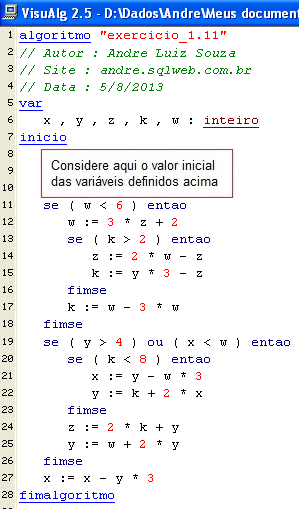 VisuAlg 2.5 - D:\Dados\Andre\Meus document
1 algoritmo "exercicio_1.11"
2 // Autor : Andre Luiz Souza
3 // Site : andre.sqlweb.com.br
4 // Data : 5/8/2013
5 var
6 x , y , z , k , w : inteiro
7 inicio
8
9 Considere aqui o valor inicial
10 das variáveis definidos acima
11 se ( w < 6 ) entao
12 w := 3 * z + 2
13 se ( k > 2 ) entao
14 z := 2 * w - z
15 k := y * 3 - z
16 fimse
17 k := w - 3 * w
18 fimse
19 se ( y > 4 ) ou ( x < w ) entao
20 se ( k < 8 ) entao
21 x := y - w * 3
22 y := k + 2 * x
23 fimse
24 z := 2 * k + y
25 y := w + 2 * y
26 fimse
27 x := x - y * 3
28 fimalgoritmo